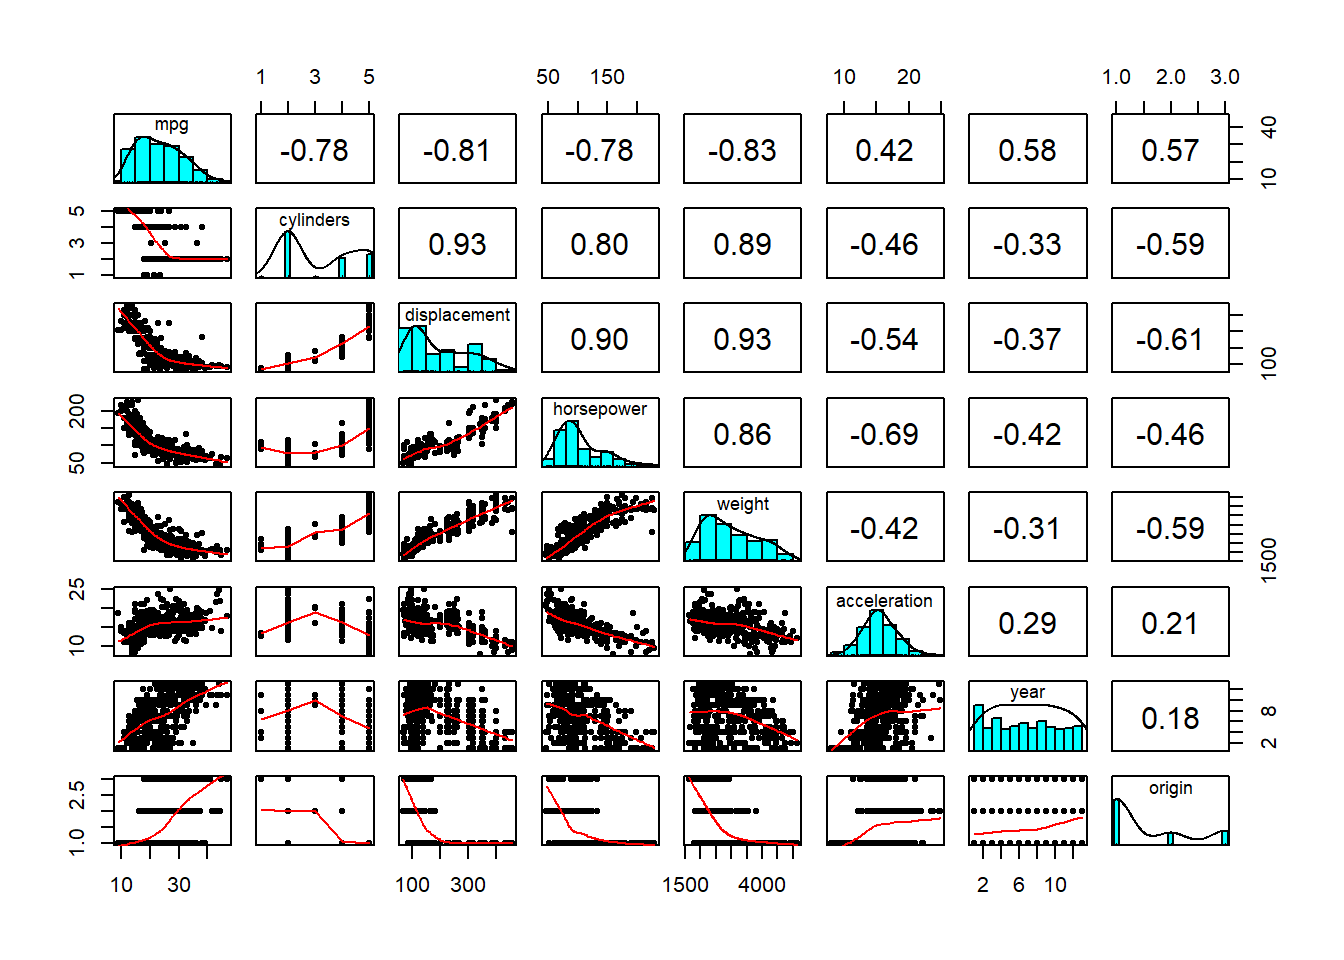 1 3 5 50 150 10 20 1.0 2.0 3.0
mpg -0.78 -0.81 -0.78 -0.83 0.42 0.58 0.57 10 40
5 3 1 cylinders 0.93 0.80 0.89 -0.46 -0.33 -0.59
displacement 0.90 0.93 -0.54 -0.37 -0.61 100
200 50 horsepower 0.86 -0.69 -0.42 -0.46
weight -0.42 -0.31 -0.59 1500
25 10 acceleration 0.29 0.21
year 0.18 8 2
2.5 1.0 origin
10 30 100 300 1500 4000 2 6 10